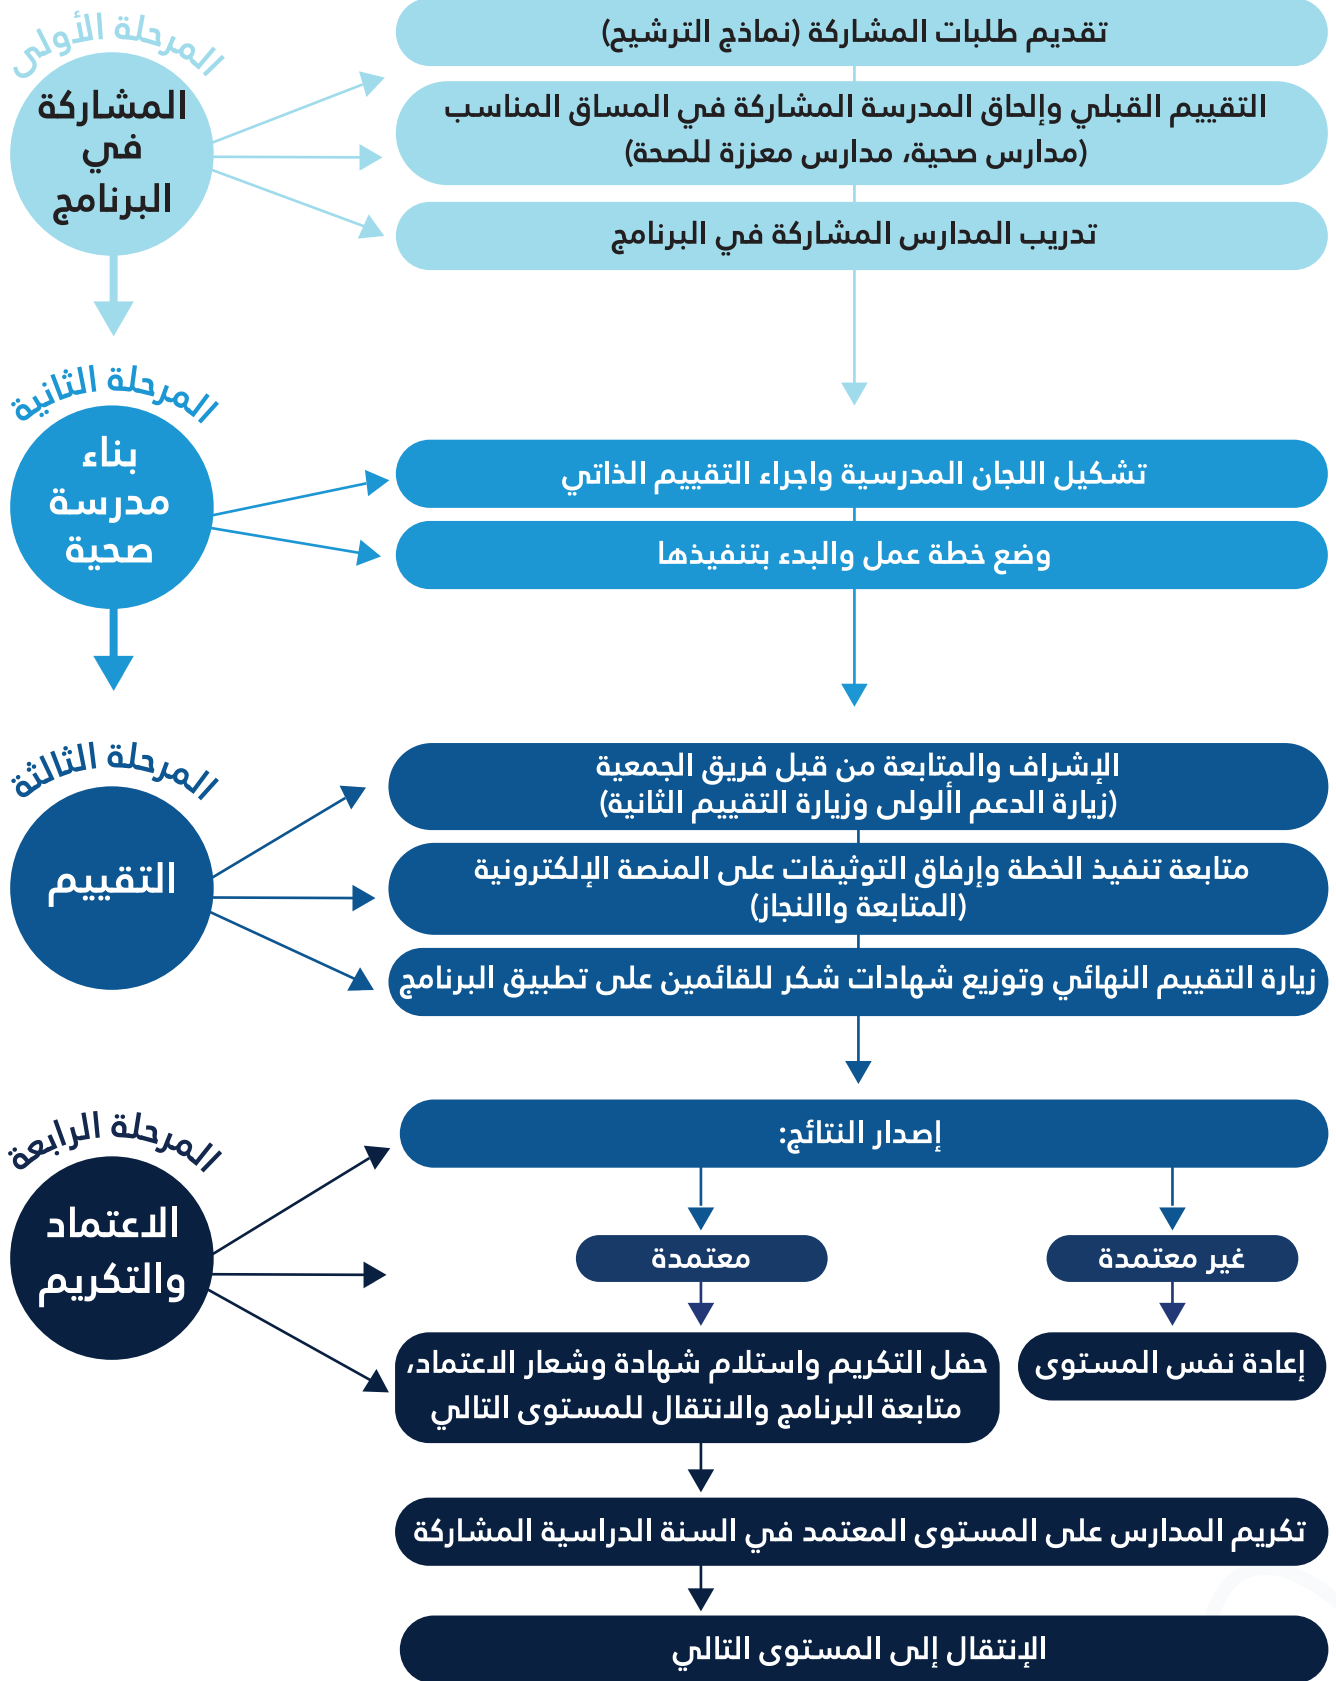 المرحلة الأولى
المشاركة
في
البرنامج
تقديم طلبات المشاركة (نماذج الترشيح)
التقييم القبلي وإلحاق المدرسة المشاركة في المساق المناسب
(مدارس صحية، مدارس معززة للصحة)
تدريب المدارس المشاركة في البرنامج
المرحلة الثانية
بناء
مدرسة
صحية
تشكيل اللجان المدرسية واجراء التقييم الذاتي
وضع خطة عمل والبدء بتنفيذها
المرحلة الثالثة
التقييم
الإشراف والمتابعة من قبل فريق الجمعية
(زيارة الدعم األولى وزيارة التقييم الثانية)
متابعة تنفيذ الخطة وإرفاق التوثيقات على المنصة الإلكترونية
(المتابعة واالنجاز)
زيارة التقييم النهائي وتوزيع شهادات شكر للقائمين على تطبيق البرنامج
المرحلة الرابعة
الاعتماد
والتكريم
إصدار النتائج:
غير معتمدة
معتمدة
إعادة نفس المستوى
حفل التكريم واستلام شهادة وشعار الاعتماد،
متابعة البرنامج والانتقال للمستوى التالي
تكريم المدارس على المستوى المعتمد في السنة الدراسية المشاركة
الإنتقال إلى المستوى التالي